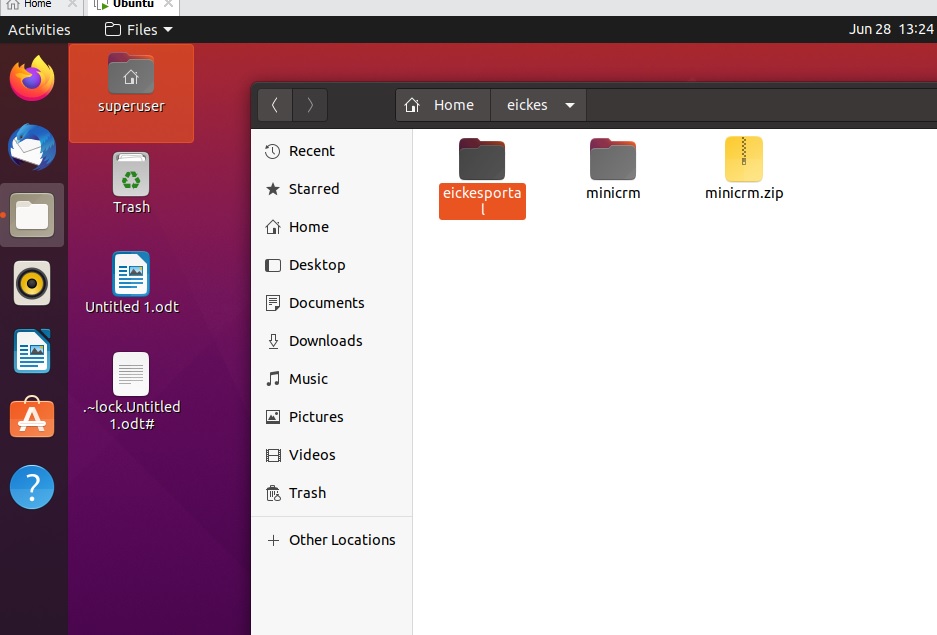 Home
Ubuntu
Activities
Files
Jun 28 13:24
superuser
Trash
Untitled 1.odt
.~lock.Untitled
1.odt#
Home
eickes
Recent
Starred
Home
Desktop
Documents
Downloads
Music
Pictures
Videos
Trash
Other Locations
eickesporta
l
minicrm
minicrm.zip